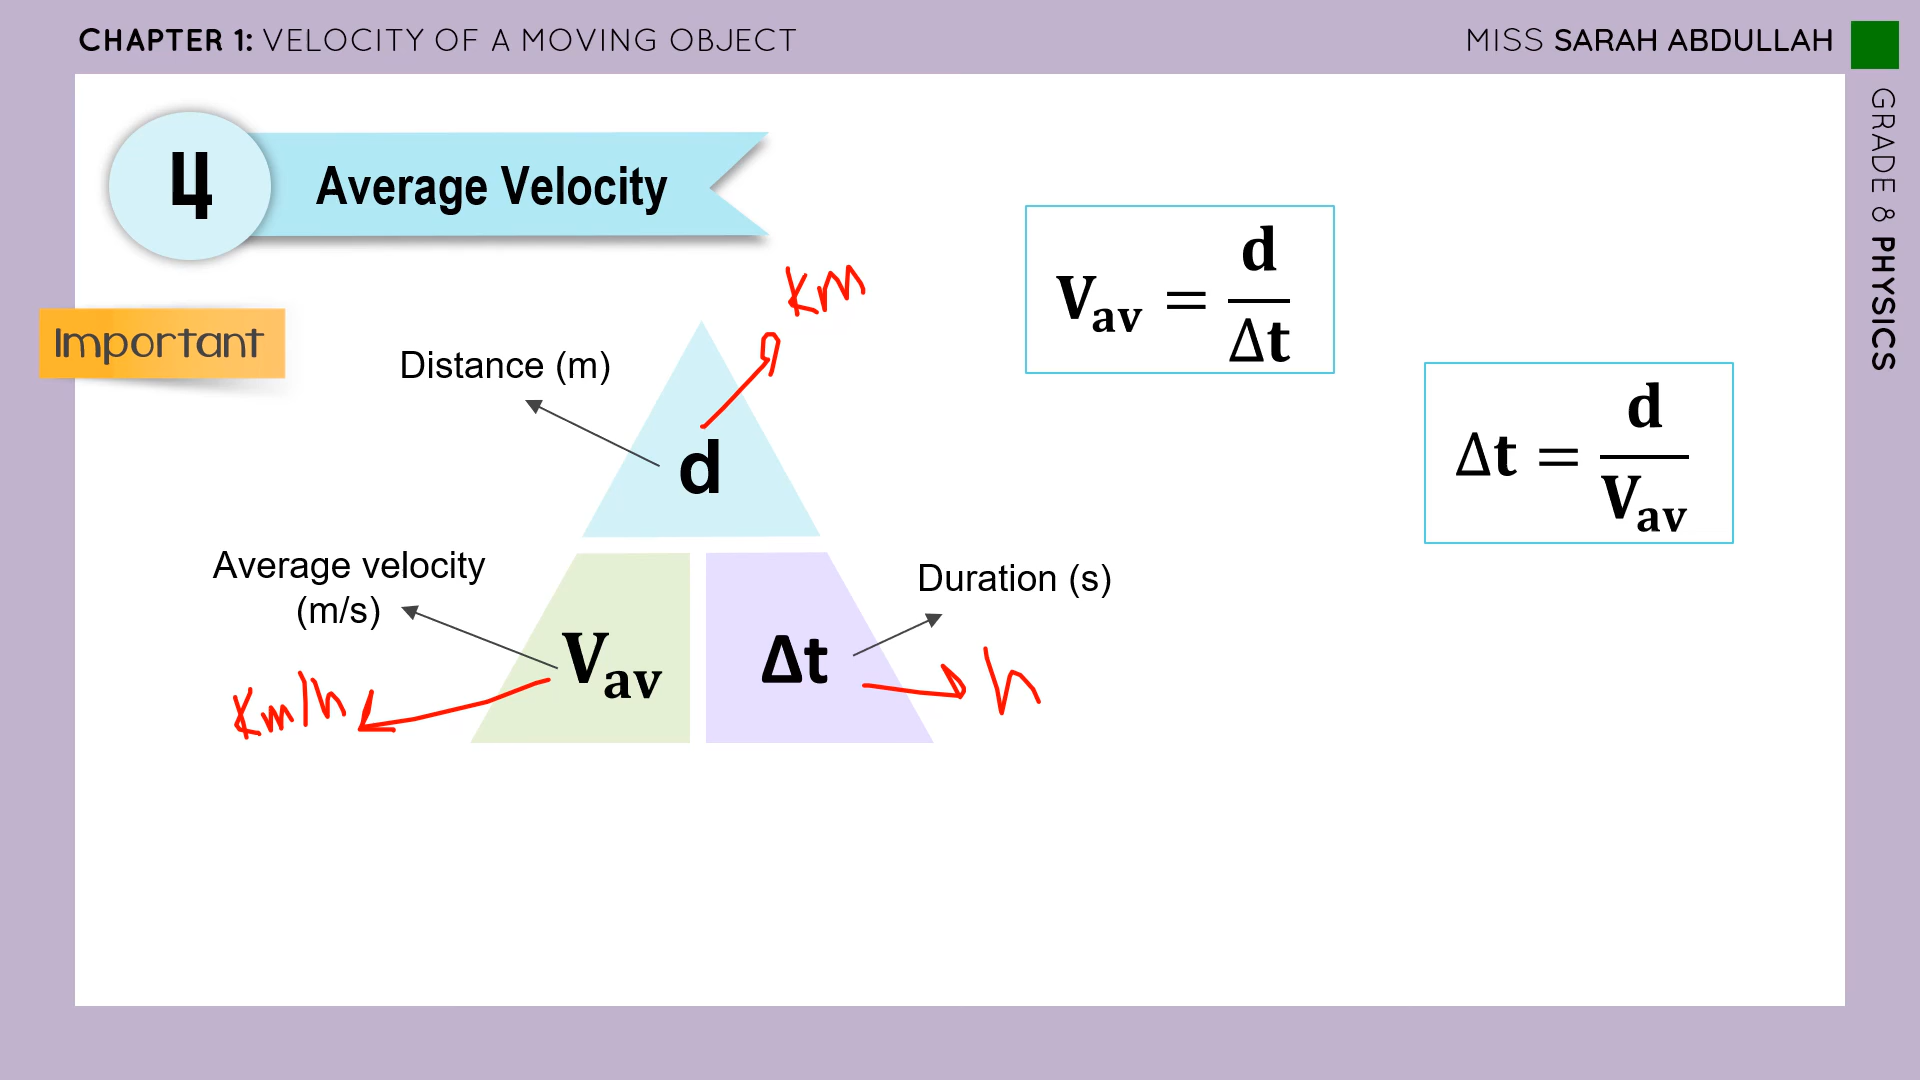 CHAPTER 1: VELOCITY OF A MOVING OBJECT
MISS SARAH ABDULLAH
GRADE 8 PHYSICS
4
Average Velocity
Important
km
Distance (m)
d
Average velocity
(m/s)
Vav
Km/h
Δt
Duration (s)
h
Vav = d/Δt
Δt = d/Vav